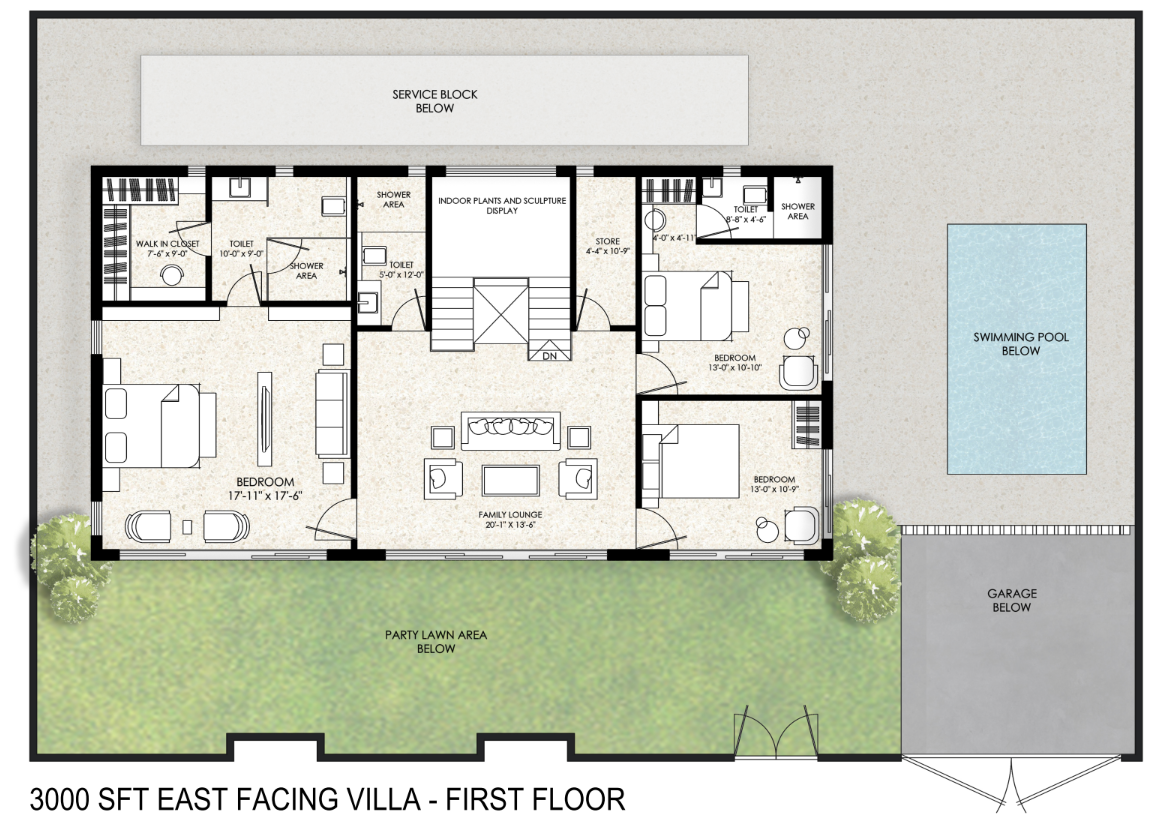 SERVICE BLOCK
BELOW
SHOWER
AREA
INDOOR PLANTS AND SCULPTURE
DISPLAY
TOILET
8'-8" x 4'-6"
SHOWER
AREA
WALK IN CLOSET
7'-6" x 9'-0"
TOILET
10'-0" x 9'-0"
SHOWER
AREA
TOILET
5'-0" x 12'-0"
STORE
4'-4" x 10'-9"
4'-0" x 4'-11"
DN
BEDROOM
13'-0" x 10'-10"
SWIMMING POOL
BELOW
BEDROOM
17'-11" x 17'-6"
FAMILY LOUNGE
20'-1" X 13'-6"
BEDROOM
13'-0" x 10'-9"
GARAGE
BELOW
PARTY LAWN AREA
BELOW
3000 SFT EAST FACING VILLA - FIRST FLOOR